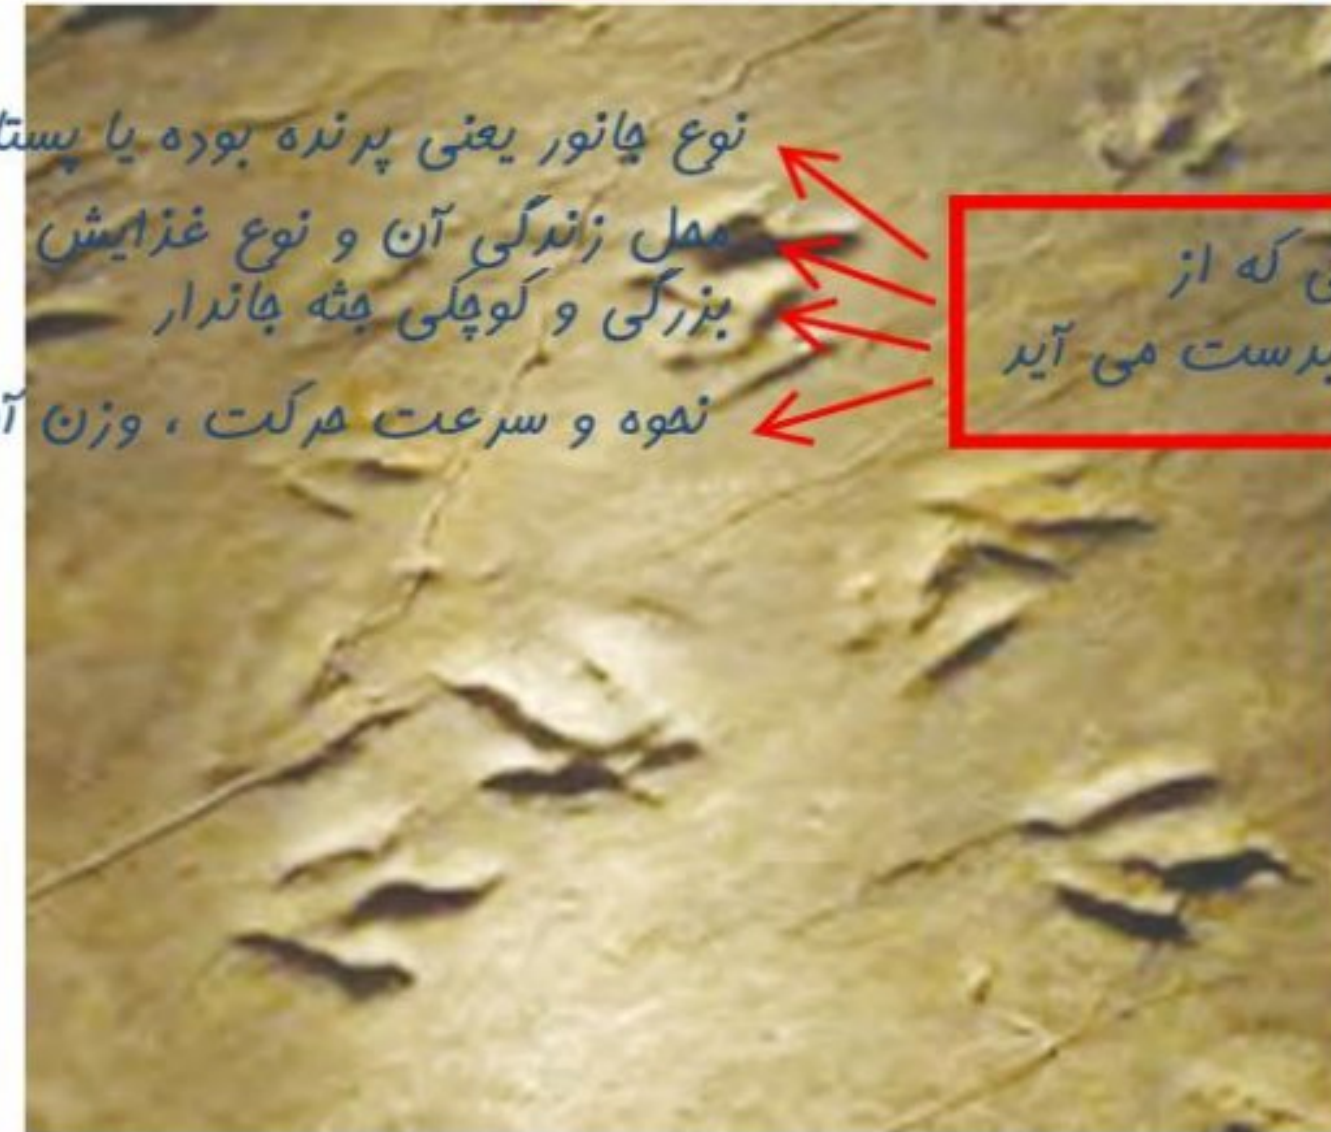 که از
بدست می آید
نوع جانور یعنی پرنده بوده یا
محل زندگی آن و نوع غذایش
بزرگی و کوچکی جثه جاندار
نحوه و سرعت حرکت ، وزن